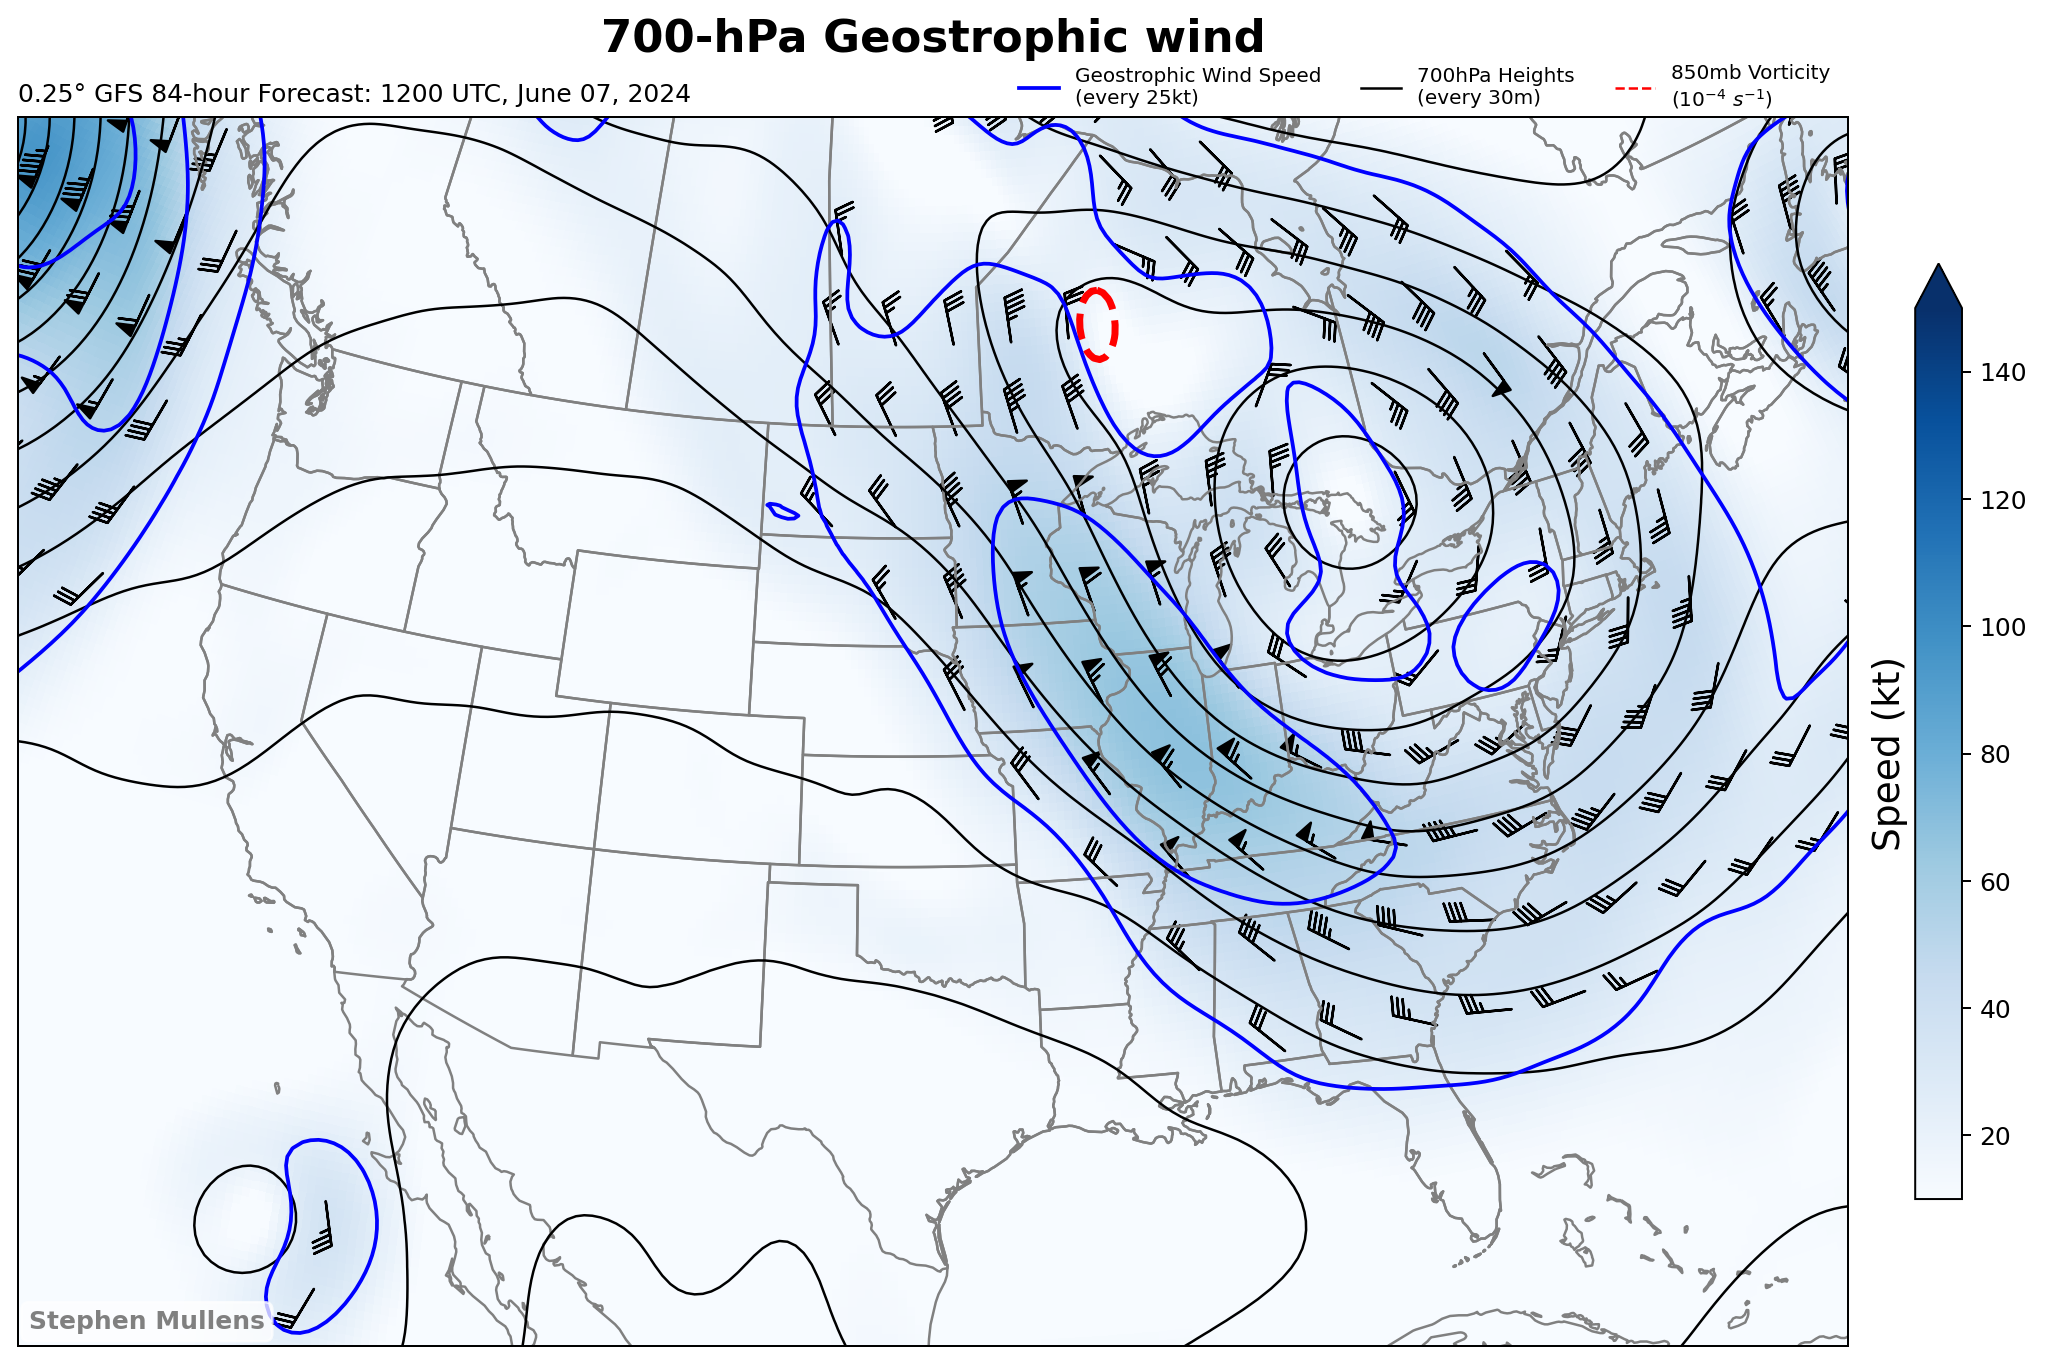 700-hPa Geostrophic wind
0.25° GFS 84-hour Forecast: 1200 UTC, June 07, 2024
Geostrophic Wind Speed
(every 25kt)
700hPa Heights
(every 30m)
850mb Vorticity
(10⁻⁴ s⁻¹)
140
120
100
80
60
40
20
Speed (kt)
Stephen Mullens